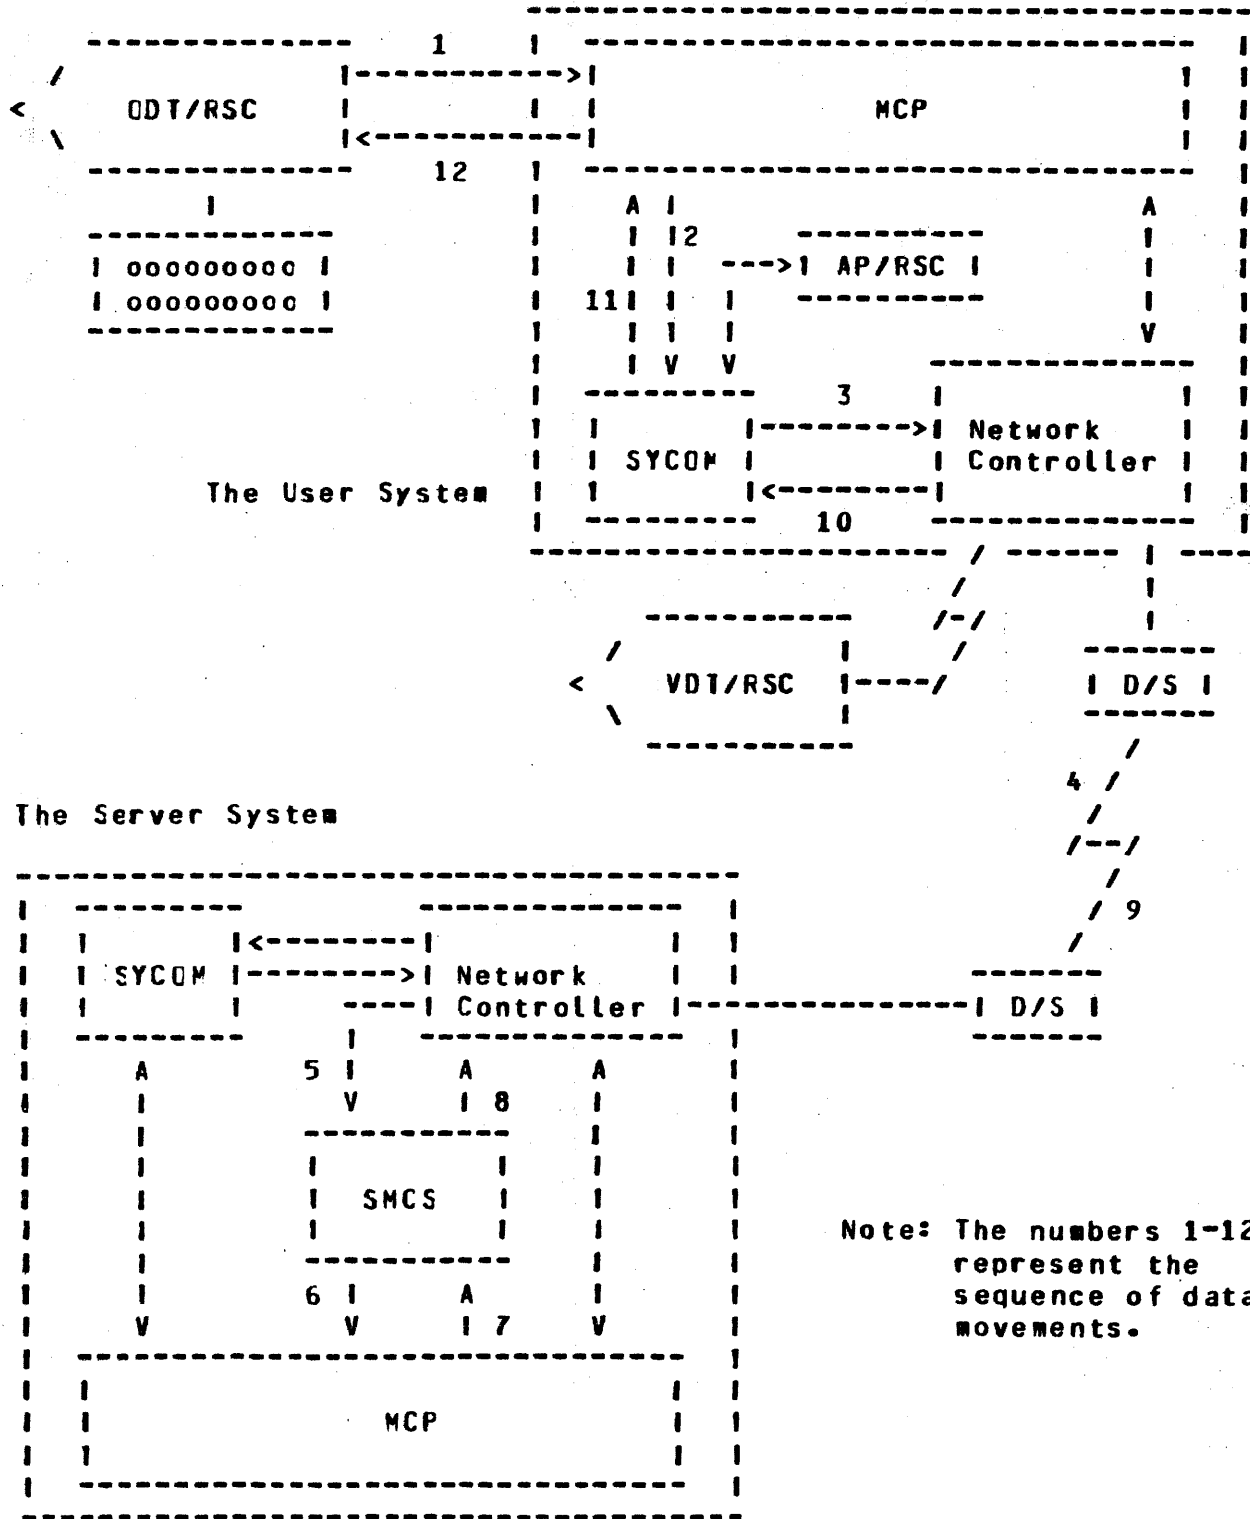 1
ODT/RSC
MCP
12
2
AP/RSC
ooooooooo
ooooooooo
11
3
Network
SYCOM
Controller
The User System
10
VDT/RSC
D/S
4
The Server System
9
SYCOM
Network
Controller
D/S
5
8
SMCS
Note: The numbers 1-12
represent the
6
sequence of data
7
movements.
MCP